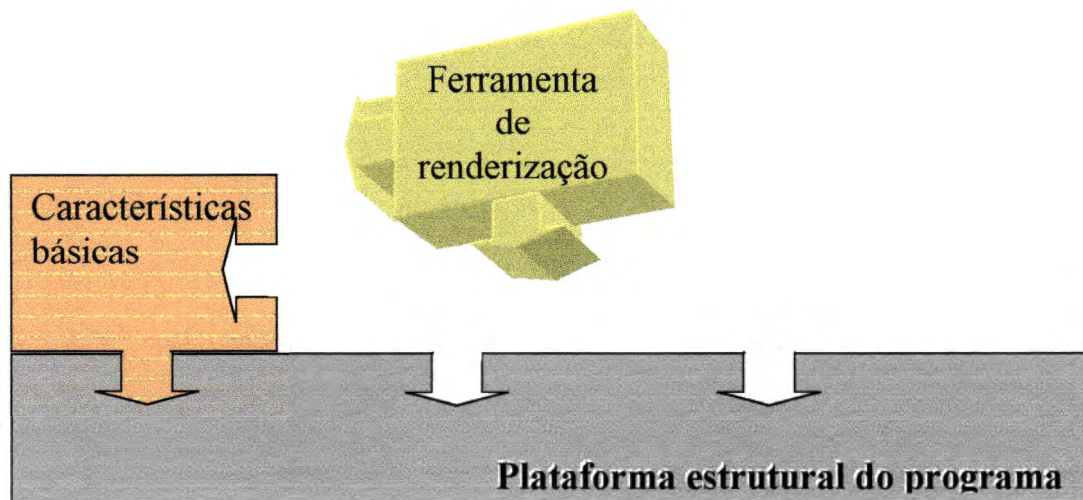 Ferramenta
de
renderização
Características
básicas
Plataforma estrutural do programa